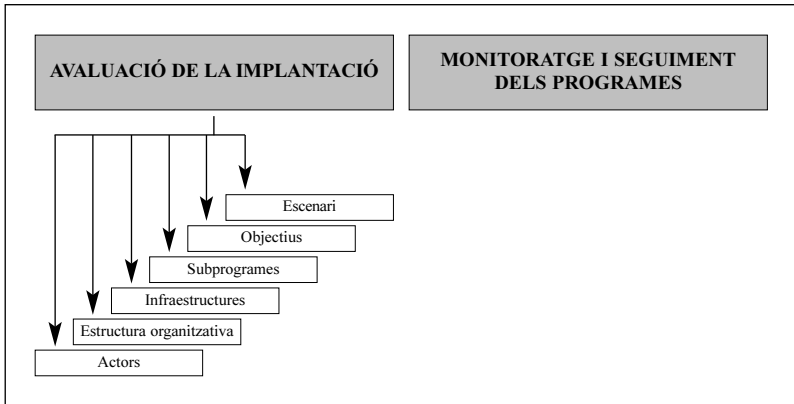 AVALUACIÓ DE LA IMPLANTACIÓ
MONITORATGE I SEGUIMENT
DELS PROGRAMES
Escenari
Objectius
Subprogrames
Infraestructures
Estructura organitzativa
Actors